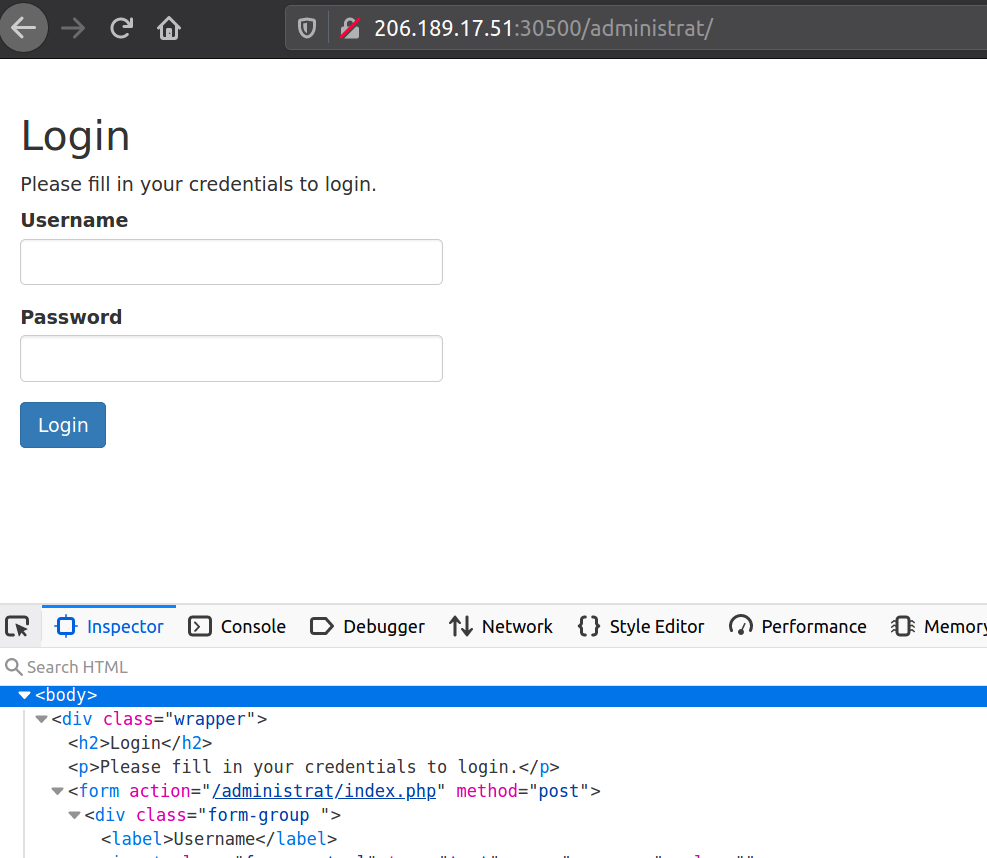 206.189.17.51:30500/administrat/
Login
Please fill in your credentials to login.
Username
Password
Login
Inspector Console Debugger Network Style Editor Performance Memory
Search HTML
<body>
<div class="wrapper">
<h2>Login</h2>
<p>Please fill in your credentials to login.</p>
<form action="/administrat/index.php" method="post">
<div class="form-group ">
<label>Username</label>